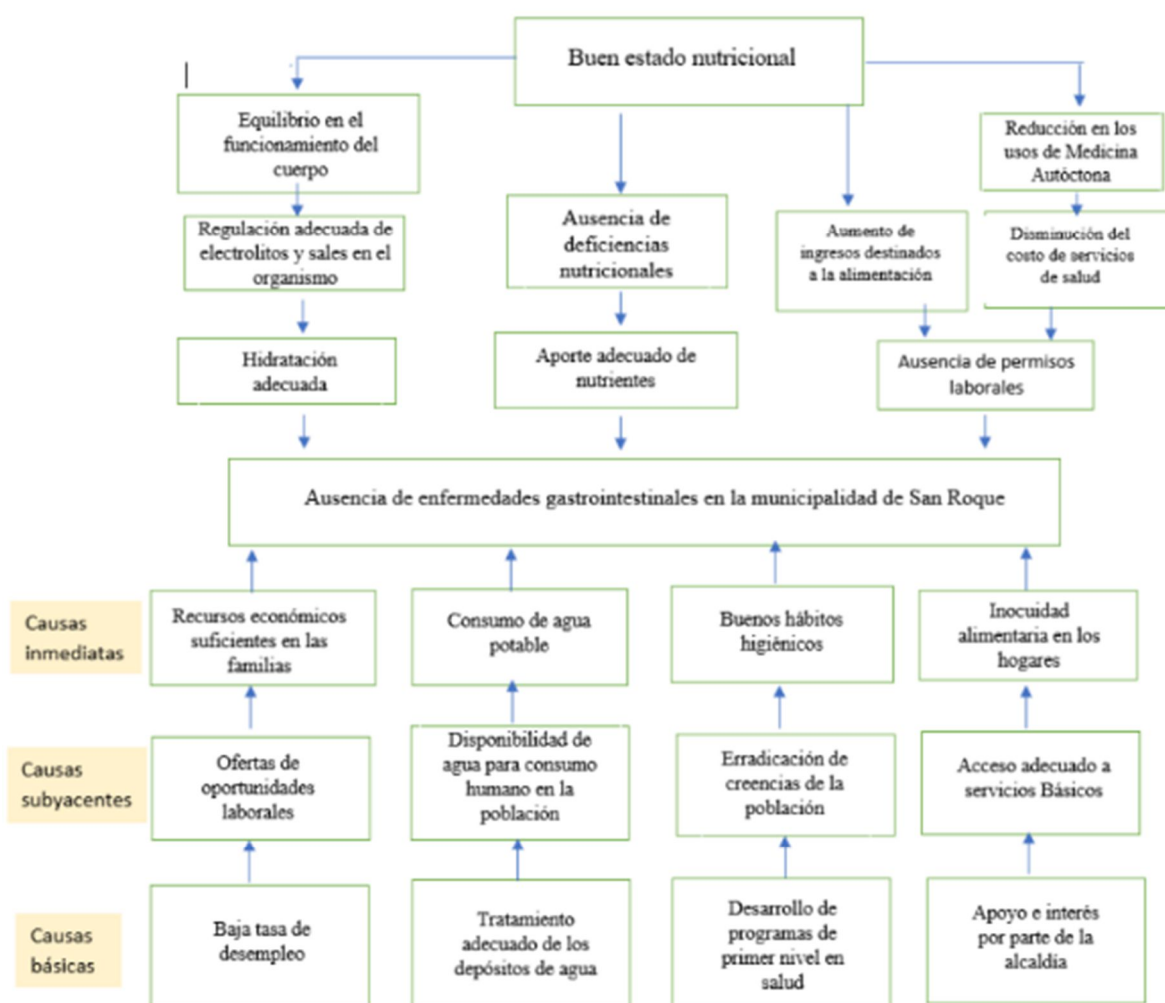 Buen estado nutricional
Equilibrio en el
funcionamiento del
cuerpo
Reducción en los
usos de Medicina
Autóctona
Regulación adecuada de
electrolitos y sales en el
organismo
Ausencia de
deficiencias
nutricionales
Aumento de
ingresos destinados
a la alimentación
Disminución del
costo de servicios
de salud
Hidratación
adecuada
Aporte adecuado de
nutrientes
Ausencia de permisos
laborales
Ausencia de enfermedades gastrointestinales en la municipalidad de San Roque
Causas
inmediatas
Recursos económicos
suficientes en las
familias
Consumo de agua
potable
Buenos hábitos
higiénicos
Inocuidad
alimentaria en los
hogares
Causas
subyacentes
Ofertas de
oportunidades
laborales
Disponibilidad de
agua para consumo
humano en la
población
Erradicación de
creencias de la
población
Acceso adecuado a
servicios Básicos
Causas
básicas
Baja tasa de
desempleo
Tratamiento
adecuado de los
depósitos de agua
Desarrollo de
programas de
primer nivel en
salud
Apoyo e interés
por parte de la
alcaldía